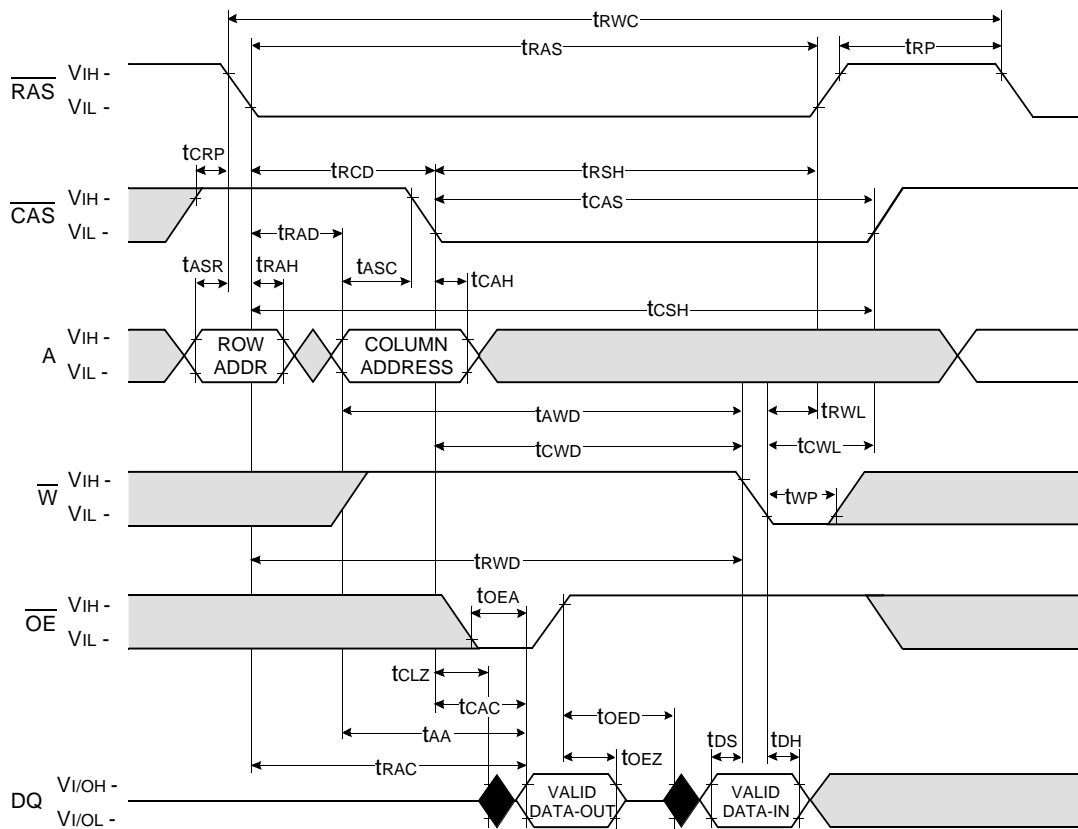 tRWC
tRAS
tRP
RAS
VIH -
VIL -
tCRP
tRCD
tRSH
CAS
VIH -
VIL -
tCAS
tRAD
tASR
tRAH
tASC
tCAH
tCSH
A
VIH -
VIL -
ROW
ADDR
COLUMN
ADDRESS
tAWD
tRWL
tCWD
tCWL
W
VIH -
VIL -
tWP
tRWD
OE
VIH -
VIL -
tOEA
tCLZ
tCAC
tOED
tAA
tOEZ
tDS
tDH
tRAC
DQ
VI/OH -
VI/OL -
VALID
DATA-OUT
VALID
DATA-IN